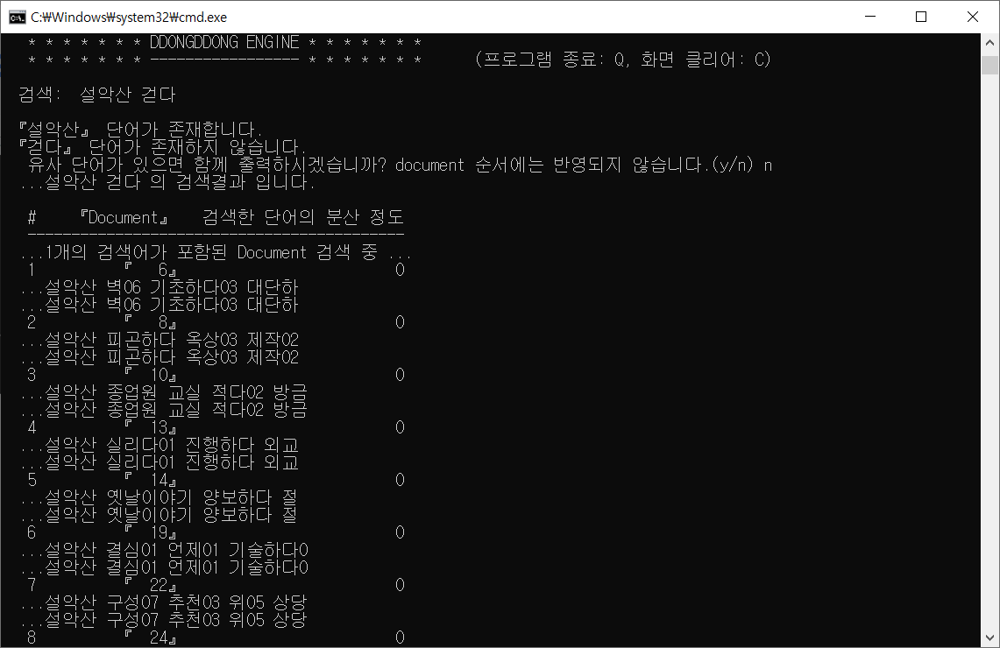 C:₩Windows₩system32₩cmd.exe
* * * * * * * DDONGDDONG ENGINE * * * * * * *
* * * * * * * ----------------- * * * * * * *      (프로그램 종료: Q, 화면 클리어: C)
검색:  설악산 걷다
『설악산』 단어가 존재합니다.
『걷다』 단어가 존재하지 않습니다.
유사 단어가 있으면 함께 출력하시겠습니까? document 순서에는 반영되지 않습니다.(y/n) n
...설악산 걷다 의 검색결과 입니다.
#     『Document』   검색한 단어의 분산 정도
-------------------------------------------
...1개의 검색어가 포함된 Document 검색 중 ...
1          『   6』                         0
...설악산 벽06 기초하다03 대단하
...설악산 벽06 기초하다03 대단하
2          『   8』                         0
...설악산 피곤하다 옥상03 제작02
...설악산 피곤하다 옥상03 제작02
3          『  10』                         0
...설악산 종업원 교실 적다02 방금
...설악산 종업원 교실 적다02 방금
4          『  13』                         0
...설악산 실리다01 진행하다 외교
...설악산 실리다01 진행하다 외교
5          『  14』                         0
...설악산 옛날이야기 양보하다 절
...설악산 옛날이야기 양보하다 절
6          『  19』                         0
...설악산 결심01 언제01 기술하다0
...설악산 결심01 언제01 기술하다0
7          『  22』                         0
...설악산 구성07 추천03 위05 상당
...설악산 구성07 추천03 위05 상당
8          『  24』                         0